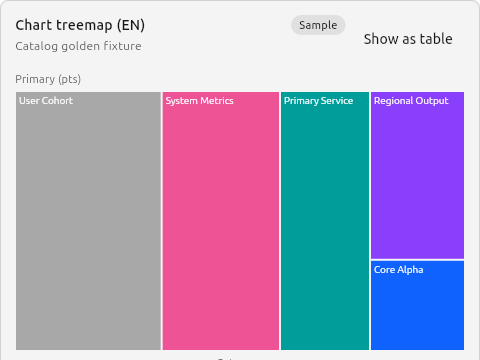 Chart treemap (EN)
Sample
Show as table
Catalog golden fixture
Primary (pts)
User Cohort
System Metrics
Primary Service
Regional Output
Core Alpha